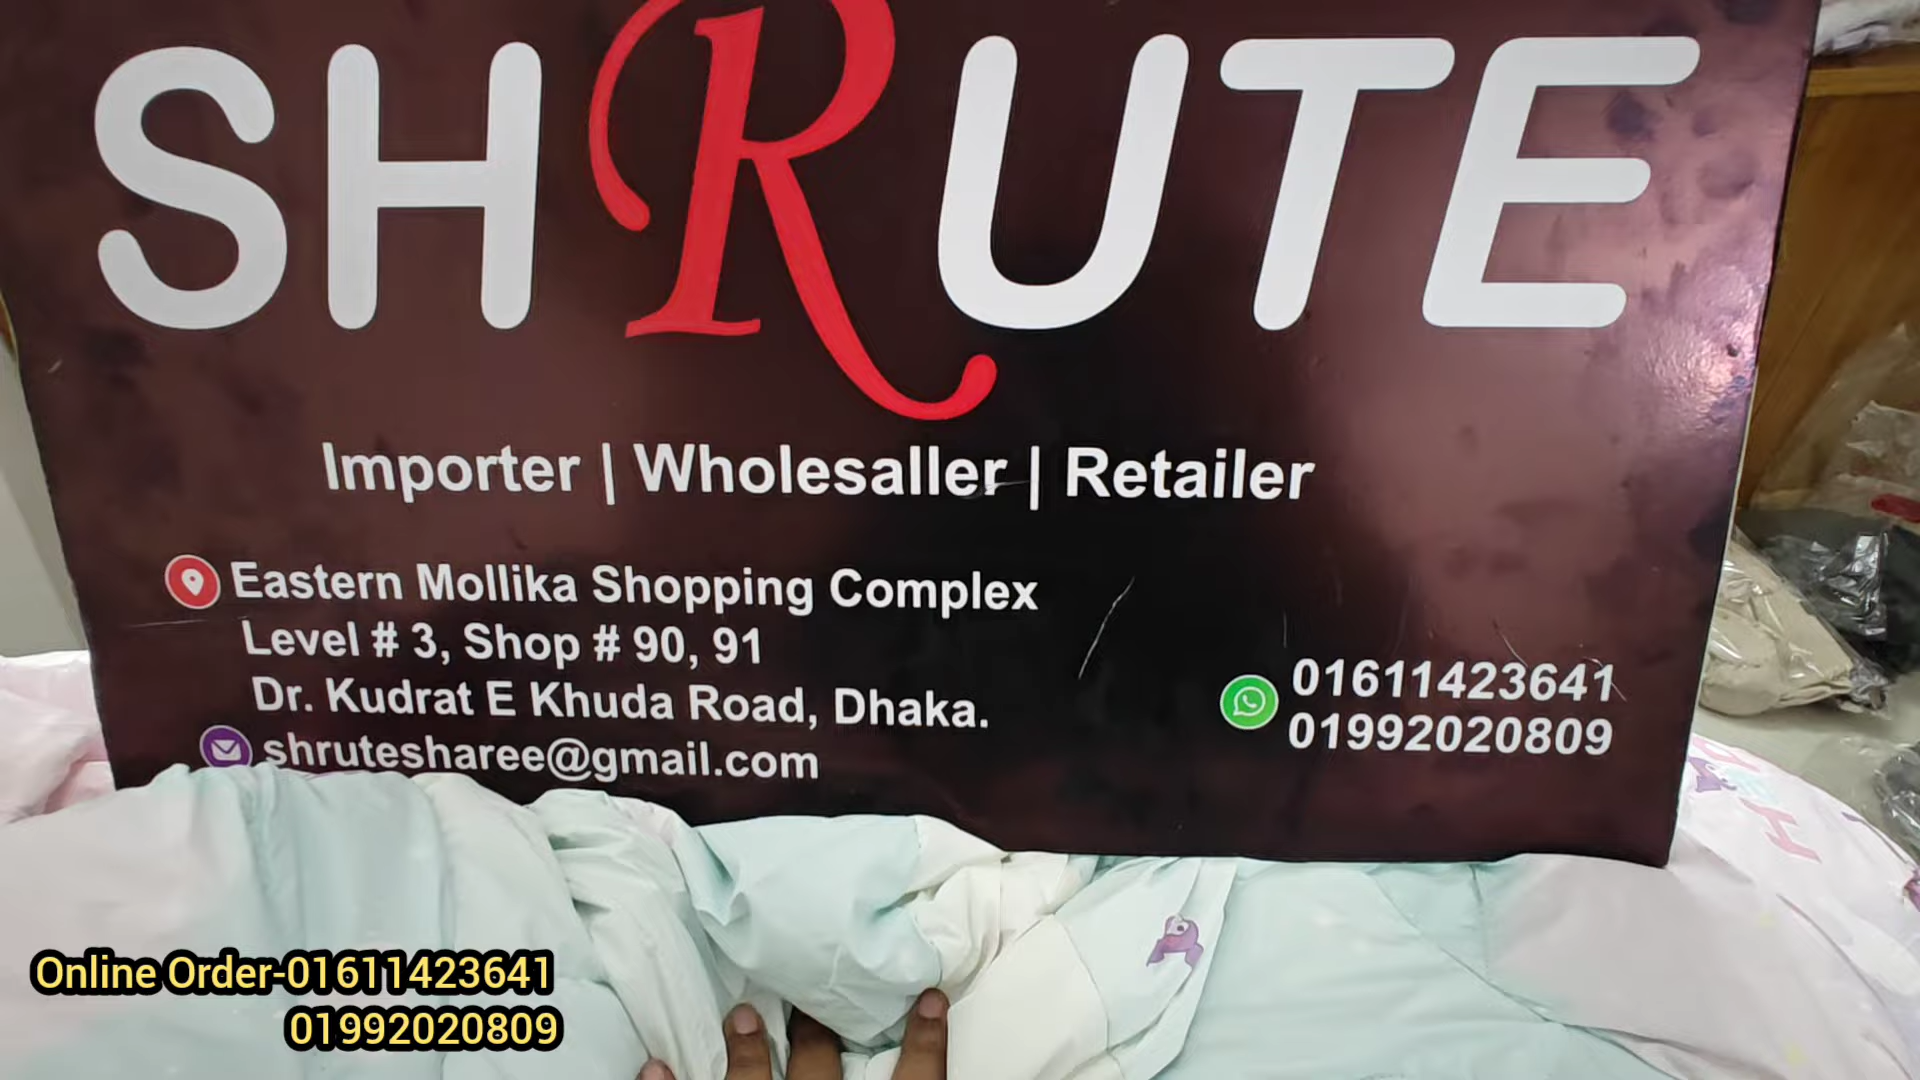 SHRUTE
Importer | Wholesaller | Retailer
Eastern Mollika Shopping Complex
Level # 3, Shop # 90, 91
Dr. Kudrat E Khuda Road, Dhaka.
shrutesharee@gmail.com
01611423641
01992020809
Online Order-01611423641
01992020809